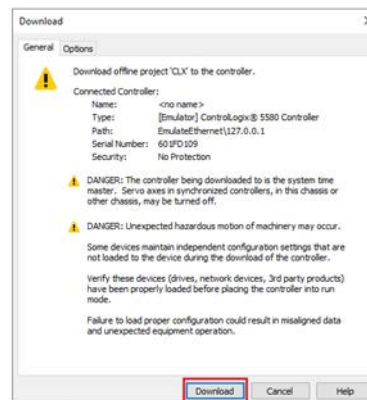 Download
General Options
Download offline project 'CLX' to the controller.
Connected Controller:
Name: <no name>
Type: [Emulator] ControlLogix® 5580 Controller
Path: EmulateEthernet\127.0.0.1
Serial Number: 601FD109
Security: No Protection
DANGER: The controller being downloaded to is the system time
master. Servo axes in synchronized controllers, in this chassis or
other chassis, may be turned off.
DANGER: Unexpected hazardous motion of machinery may occur.
Some devices maintain independent configuration settings that are
not loaded to the device during the download of the controller.
Verify these devices (drives, network devices, 3rd party products)
have been properly loaded before placing the controller into run
mode.
Failure to load proper configuration could result in misaligned data
and unexpected equipment operation.
Download Cancel Help